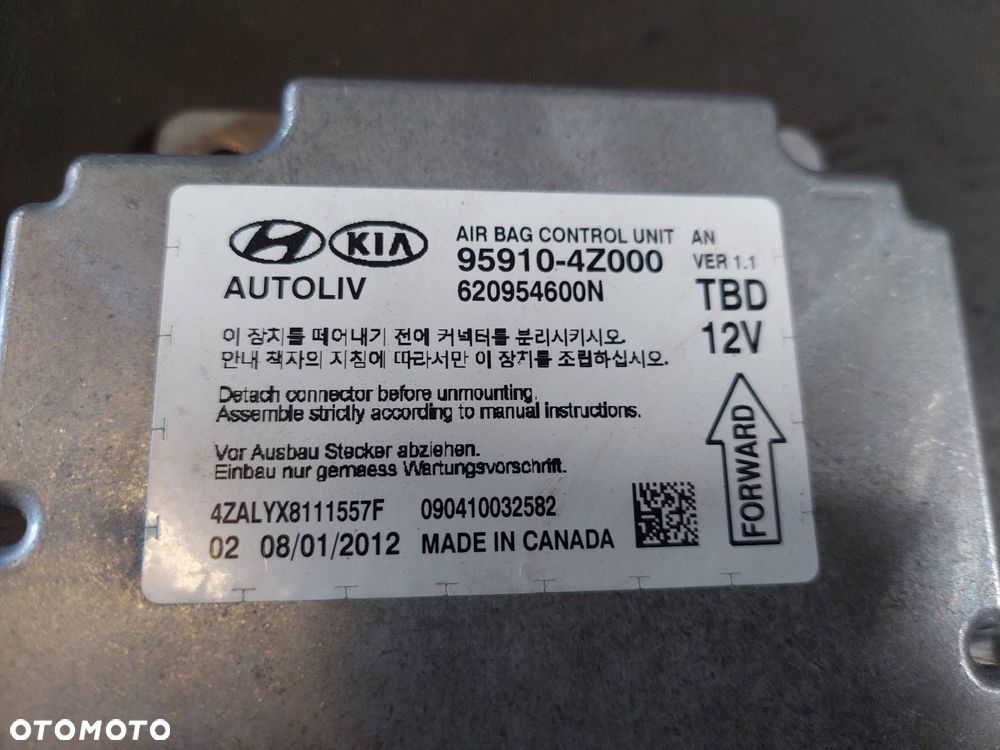 KIA
AIR BAG CONTROL UNIT AN
95910-4Z000 VER 1.1
AUTOLIV 620954600N TBD
12V
이 장치를 떼어내기 전에 커넥터를 분리시키시오.
안내 책자의 지침에 따라서만 이 장치를 조립하십시오.
Detach connector before unmounting.
Assemble strictly according to manual instructions.
Vor Ausbau Stecker abziehen.
Einbau nur gemaess Wartungsvorschrift.
FORWARD
4ZALYX8111557F 090410032582
02 08/01/2012 MADE IN CANADA
OTOMOTO